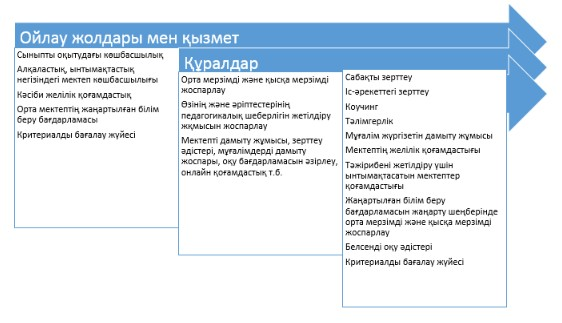 Ойлау жолдары мен қызмет
Сыныпты оқытудағы көшбасшылық
Алқаластық, ынтымақтастық
негізіндегі мектеп көшбасшылығы
Кәсіби желілік қоғамдастық
Орта мектептің жаңартылған білім
беру бағдарламасы
Критериалды бағалау жүйесі
Құралдар
Орта мерзімді және қысқа мерзімді
жоспарлау
Өзінің және әріптестерінің
педагогикалық шеберлігін жетілдіру
жқмысын жоспарлау
Мектепті дамыту жұмысы, зерттеу
әдістері, мұғалімдерді дамыту
жоспары, оқу бағдарламасын әзірлеу,
онлайн қоғамдастық т.б.
Сабақты зерттеу
Іс-әрекеттегі зерттеу
Коучинг
Тәлімгерлік
Мұғалім жүргізетін дамыту жұмысы
Мектептің желілік қоғамдастығы
Тәжірибені жетілдіру үшін
ынтымақтасатын мектептер
қоғамдастығы
Жаңартылған білім беру
бағдарламасын жаңарту шеңберінде
орта мерзімді және қысқа мерзімді
жоспарлау
Белсенді оқу әдістері
Критериалды бағалау жүйесі